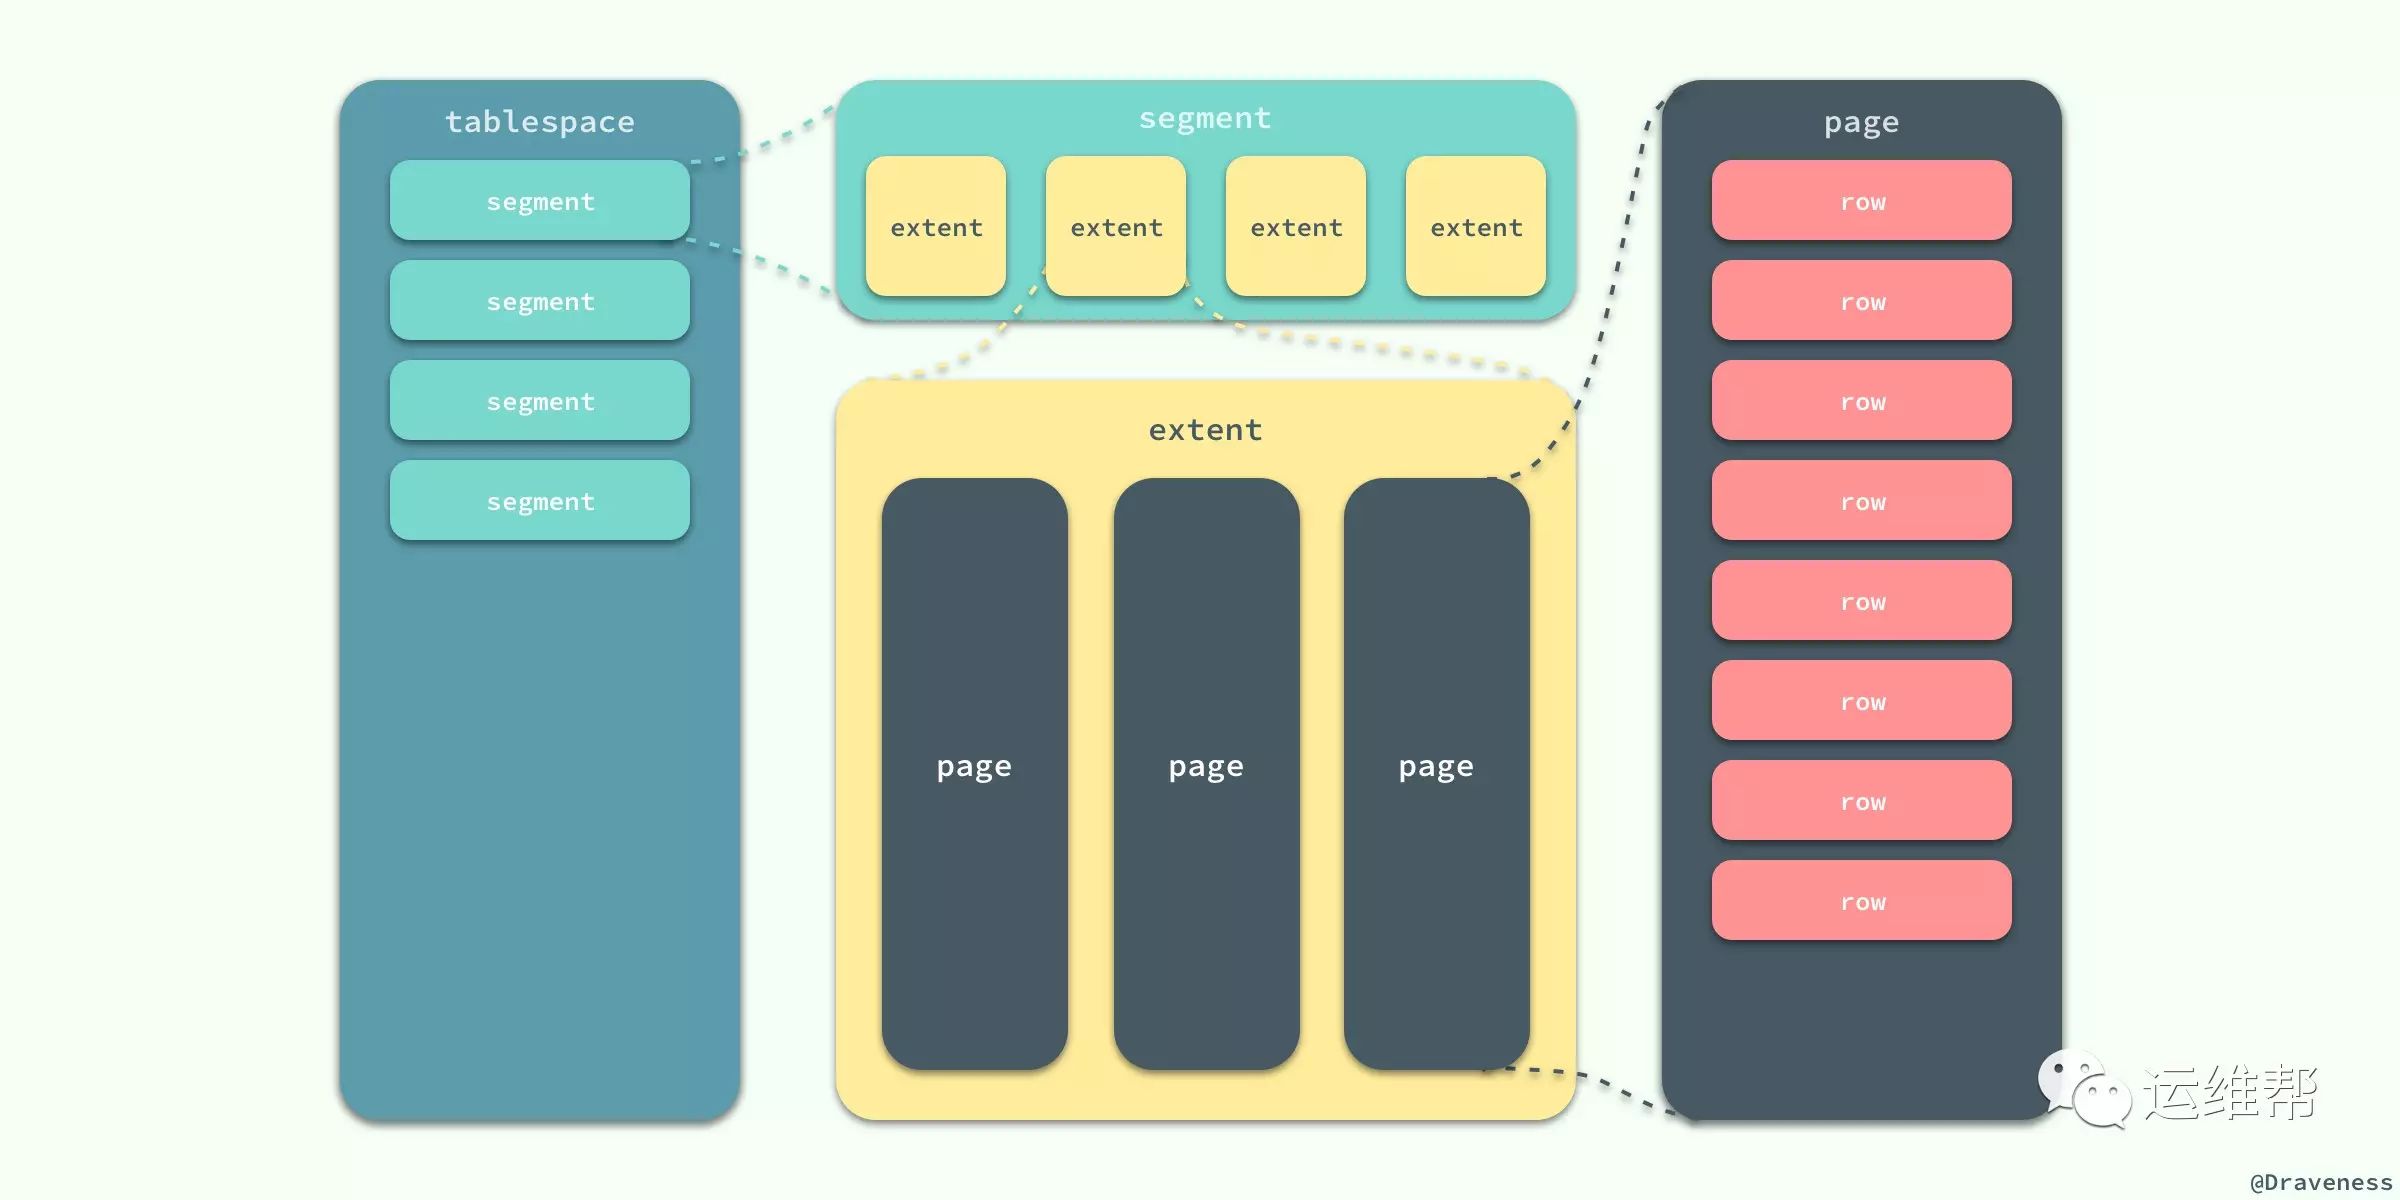 tablespace
segment
segment
segment
segment
segment
extent
extent
extent
extent
extent
page
page
page
page
row
row
row
row
row
row
row
row
运维帮
@Draveness